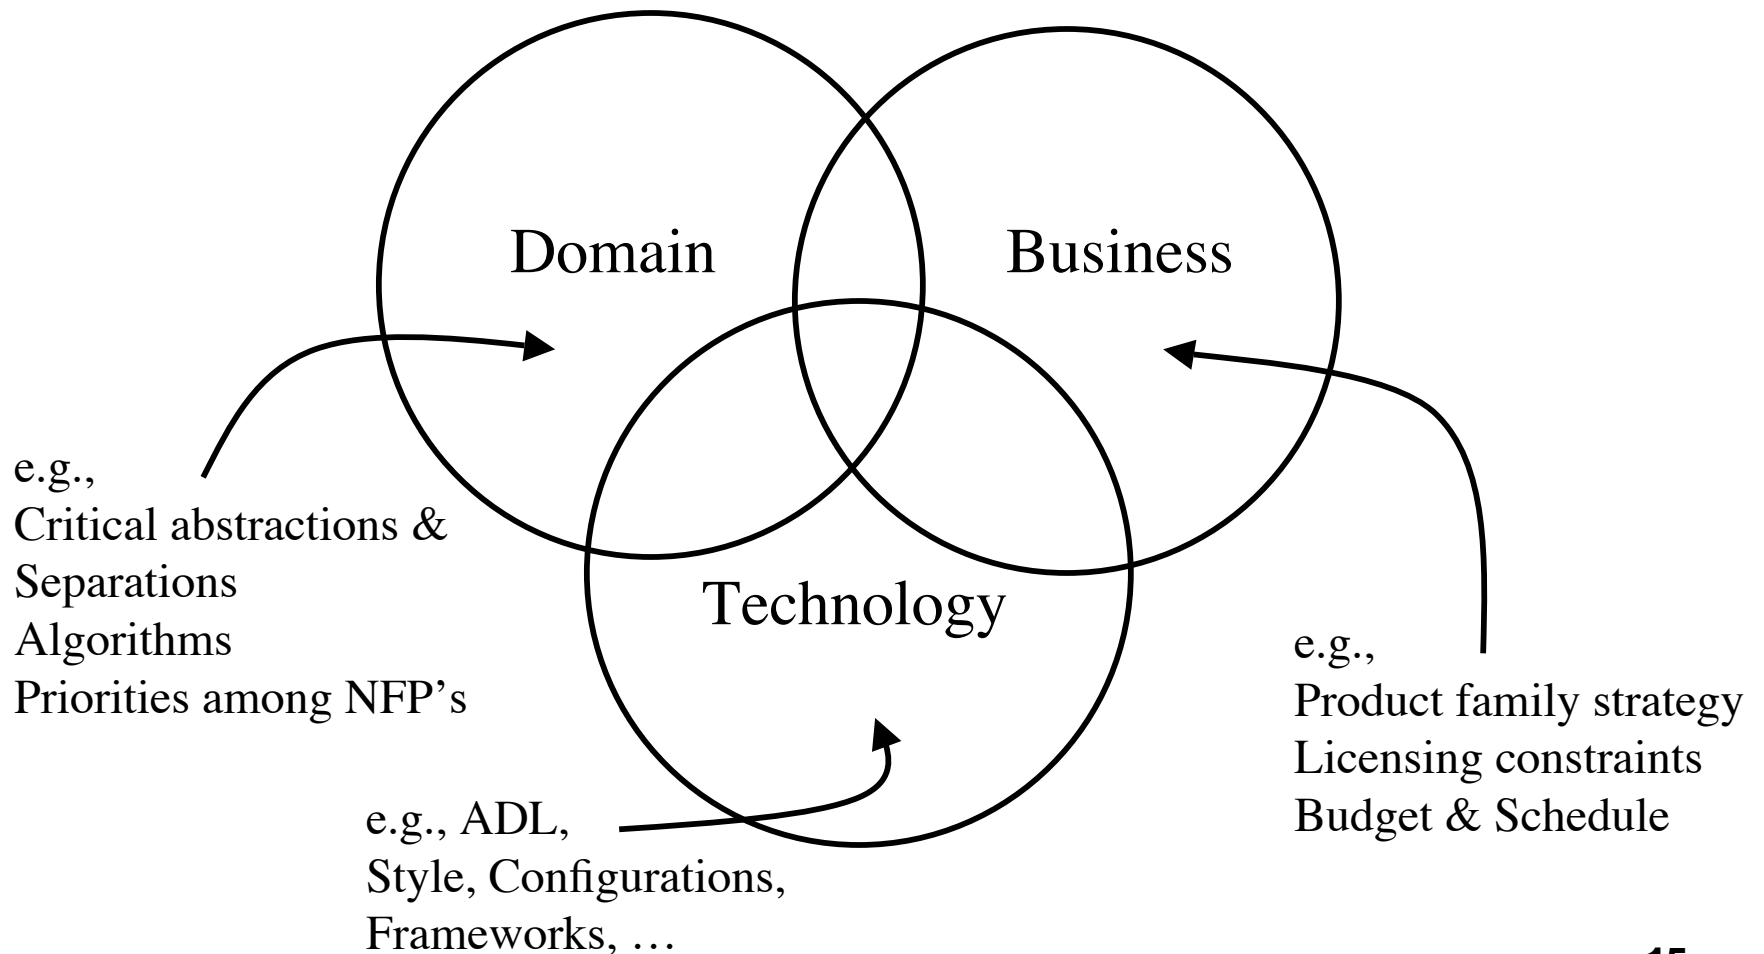 Domain
Business
Technology
e.g.,
Critical abstractions &
Separations
Algorithms
Priorities among NFP’s
e.g.,
Product family strategy
Licensing constraints
Budget & Schedule
e.g., ADL,
Style, Configurations,
Frameworks, …
15